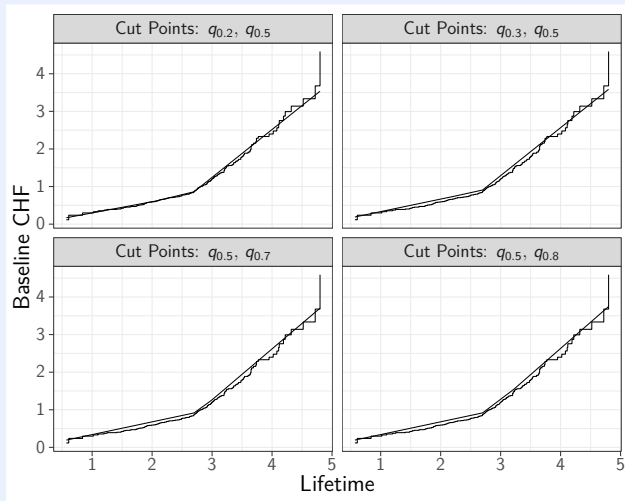 Cut Points: q0.2, q0.5
Cut Points: q0.3, q0.5
4
3
2
1
0
Cut Points: q0.5, q0.7
Cut Points: q0.5, q0.8
4
3
2
1
0
Baseline CHF
1 2 3 4 5
1 2 3 4 5
Lifetime